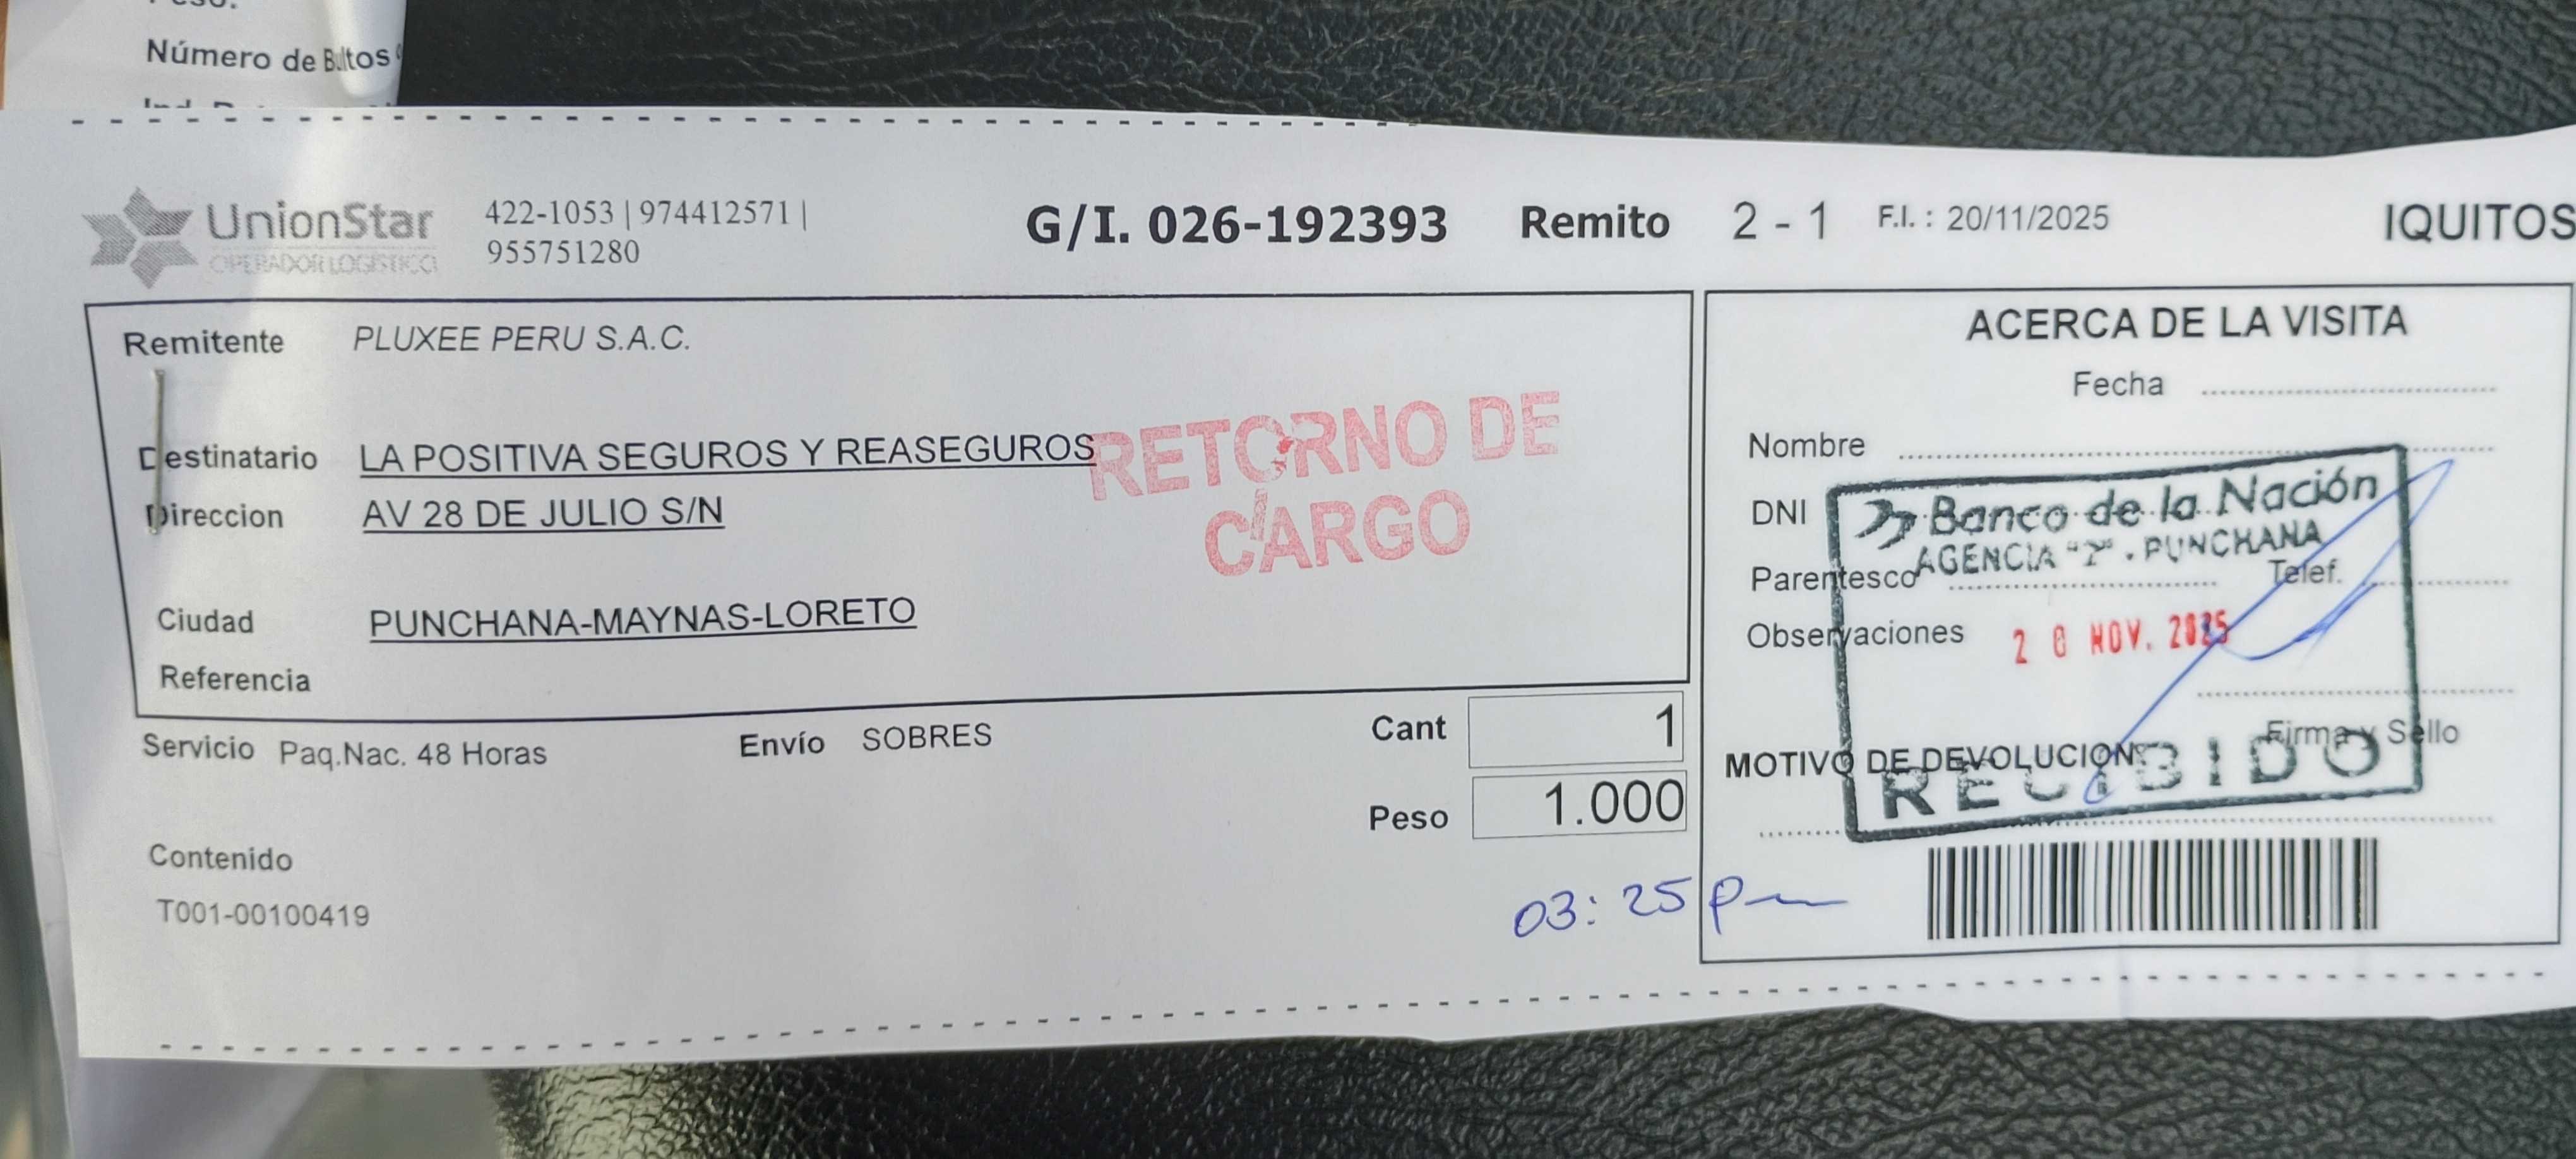 Número de Bultos
UnionStar
OPERADOR LOGISTICO
422-1053 | 974412571 |
955751280
G/I. 026-192393 Remito 2 - 1 F.I. : 20/11/2025 IQUITOS
Remitente PLUXEE PERU S.A.C.
Destinatario LA POSITIVA SEGUROS Y REASEGUROS
Direccion AV 28 DE JULIO S/N
Ciudad PUNCHANA-MAYNAS-LORETO
Referencia
RETORNO DE
CARGO
Servicio Paq.Nac. 48 Horas Envío SOBRES
Cant 1
Peso 1.000
Contenido
T001-00100419
03:25 pm
ACERCA DE LA VISITA
Fecha
Nombre
DNI
Banco de la Nación
AGENCIA "2" . PUNCHANA
Parentesco Telef.
Observaciones
20 NOV. 2025
Firma y Sello
MOTIVO DE DEVOLUCION:
RECIBIDO